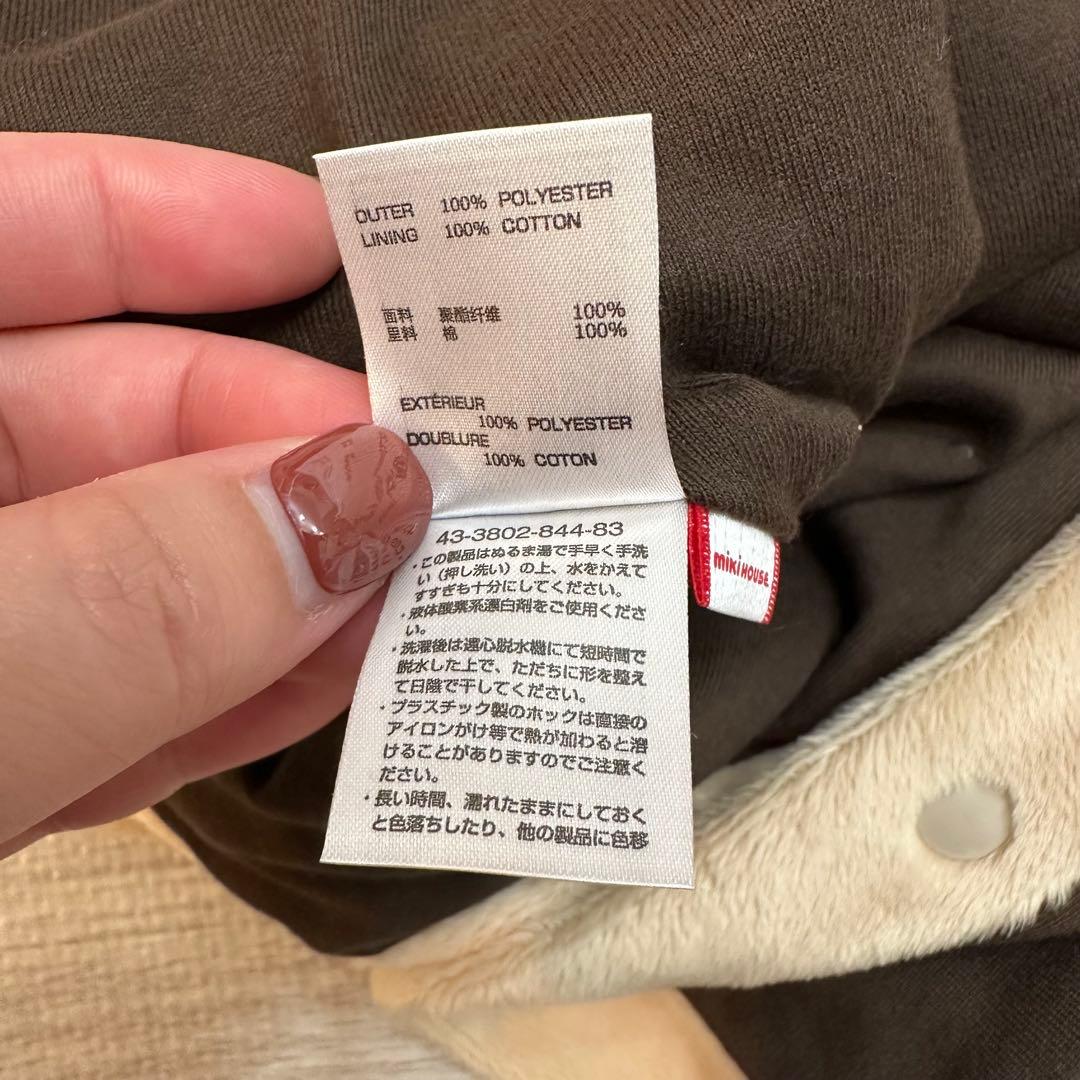 OUTER 100% POLYESTER
LINING 100% COTTON
面料 聚酯纤维 100%
里料 棉 100%
EXTÉRIEUR
100% POLYESTER
DOUBLURE
100% COTON
43-3802-844-83
・この製品はぬるま湯で手早く手洗
い（押し洗い）の上、水をかえて
すすぎも十分にしてください。
・液体酸素系漂白剤をご使用くださ
い。
・洗濯後は遠心脱水機にて短時間で
脱水した上で、ただちに形を整え
て日陰で干してください。
・プラスチック製のホックは直接の
アイロンがけ等で熱が加わると溶
けることがありますのでご注意く
ださい。
・長い時間、濡れたままにしておく
と色落ちしたり、他の製品に色移
miKiHOUSE